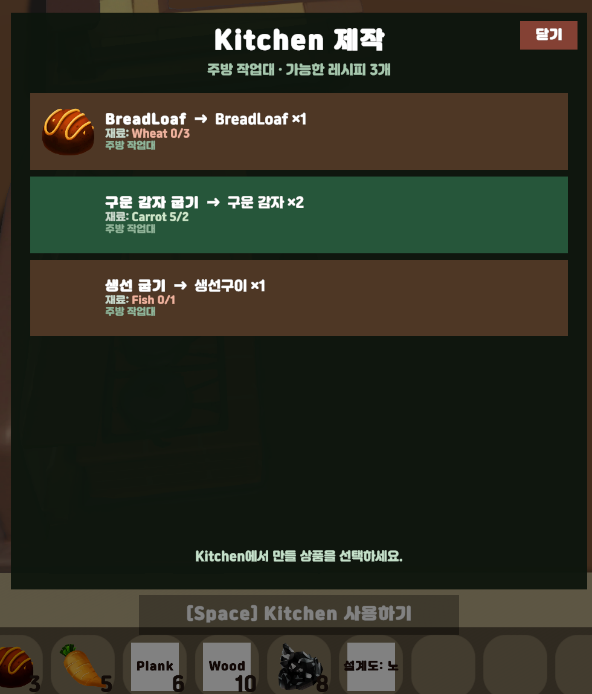 Kitchen 제작
닫기
주방 작업대 · 가능한 레시피 3개
BreadLoaf → BreadLoaf ×1
재료: Wheat 0/3
주방 작업대
구운 감자 굽기 → 구운 감자 ×2
재료: Carrot 5/2
주방 작업대
생선 굽기 → 생선구이 ×1
재료: Fish 0/1
주방 작업대
Kitchen에서 만들 상품을 선택하세요.
[Space] Kitchen 사용하기
Plank Wood 설계도: 노
3 5 6 10 8